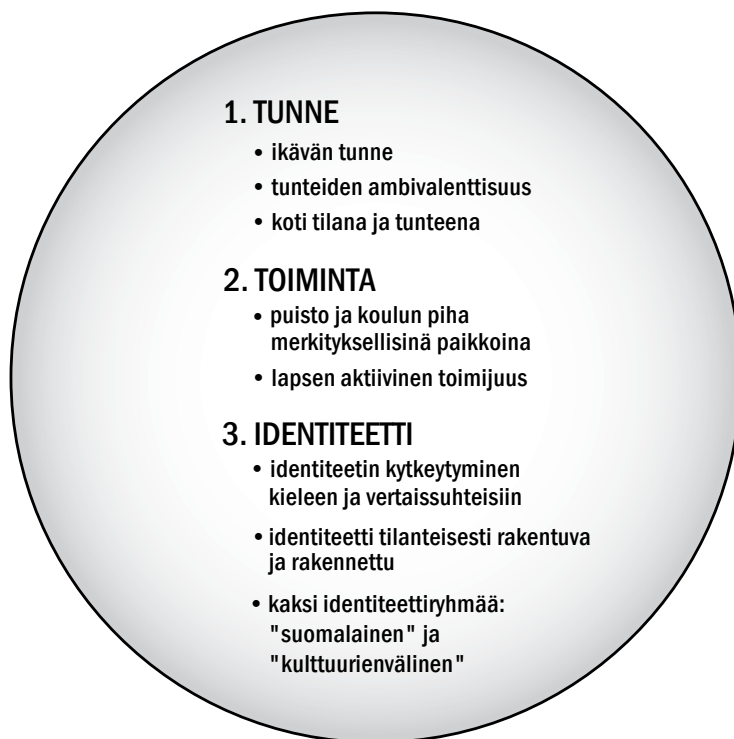 1. TUNNE
• ikävän tunne
• tunteiden ambivalenttisuus
• koti tilana ja tunteena
2. TOIMINTA
• puisto ja koulun piha
merkityksellisinä paikkoina
• lapsen aktiivinen toimijuus
3. IDENTITEETTI
• identiteetin kytkeytyminen
kieleen ja vertaissuhteisiin
• identiteetti tilanteisesti rakentuva
ja rakennettu
• kaksi identiteettiryhmää:
"suomalainen" ja
"kulttuurienvälinen"